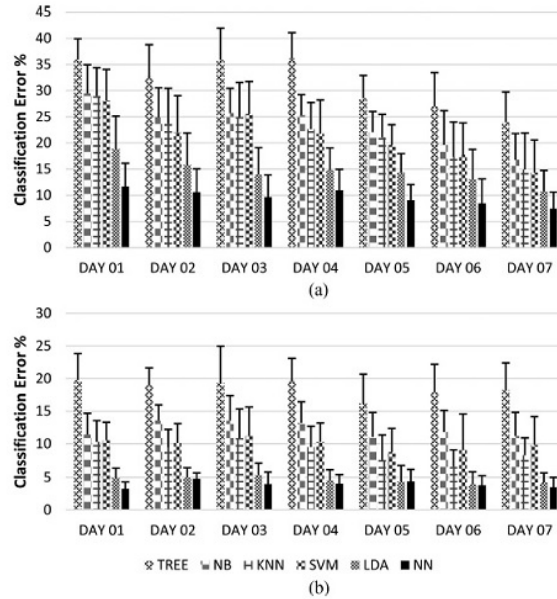 45
40
35
30
25
20
15
10
5
0
Classification Error %
DAY 01 DAY 02 DAY 03 DAY 04 DAY 05 DAY 06 DAY 07
(a)
30
25
20
15
10
5
0
Classification Error %
DAY 01 DAY 02 DAY 03 DAY 04 DAY 05 DAY 06 DAY 07
TREE NB KNN SVM LDA NN
(b)